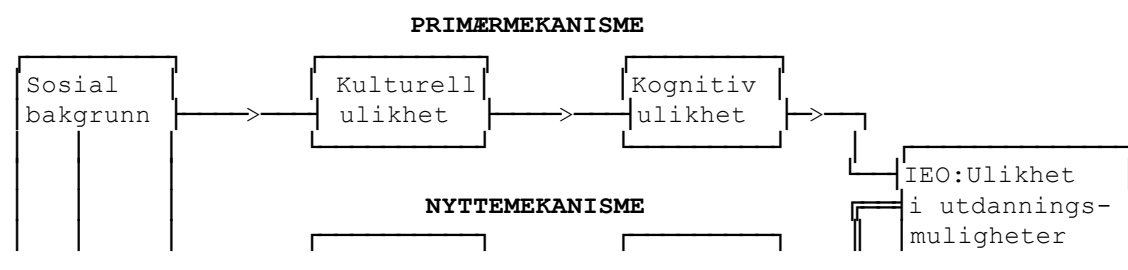 PRIMÆRMEKANISME
Sosial
bakgrunn
Kulturell
ulikhet
Kognitiv
ulikhet
IEO:Ulikhet
i utdannings-
muligheter
NYTTEMEKANISME